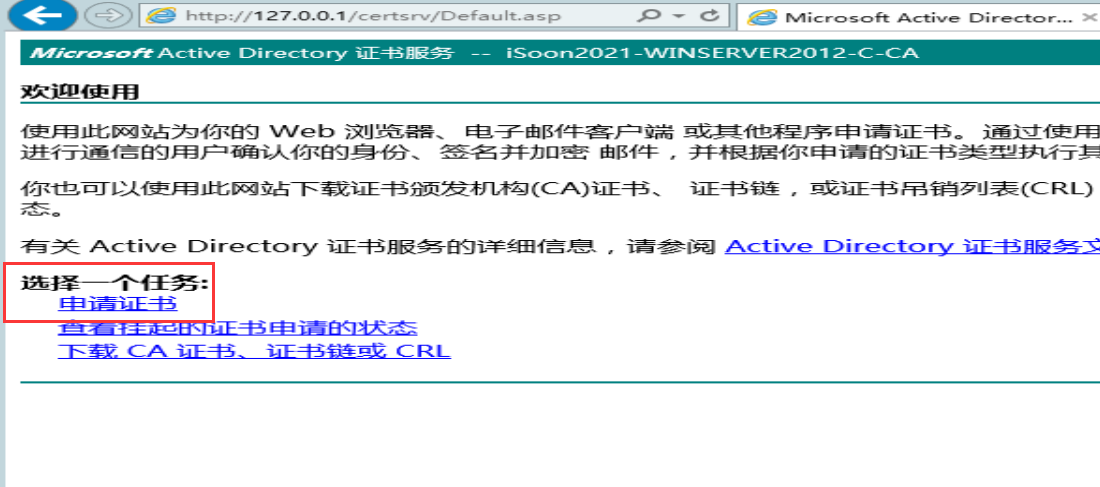 http://127.0.0.1/certsrv/Default.asp
Microsoft Active Director...
Microsoft Active Directory 证书服务 -- iSoon2021-WINSERVER2012-C-CA
欢迎使用
使用此网站为你的 Web 浏览器、电子邮件客户端 或其他程序申请证书。通过使用
进行通信的用户确认你的身份、签名并加密 邮件，并根据你申请的证书类型执行其
你也可以使用此网站下载证书颁发机构(CA)证书、 证书链，或证书吊销列表(CRL)
态。
有关 Active Directory 证书服务的详细信息，请参阅 Active Directory 证书服务文
选择一个任务:
申请证书
查看挂起的证书申请的状态
下载 CA 证书、证书链或 CRL